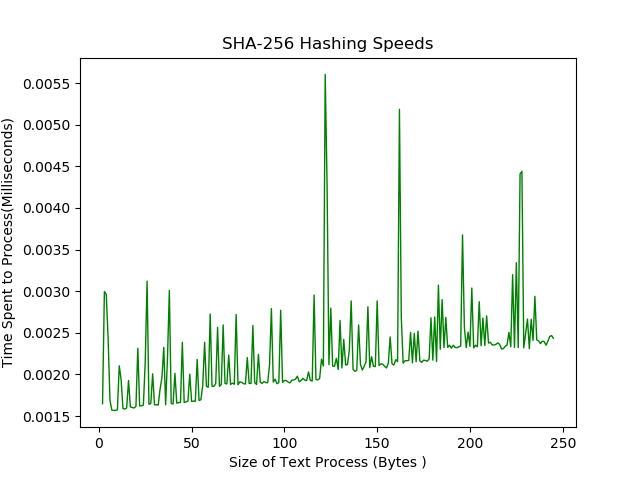 SHA-256 Hashing Speeds
Time Spent to Process(Milliseconds)
0.0055
0.0050
0.0045
0.0040
0.0035
0.0030
0.0025
0.0020
0.0015
0 50 100 150 200 250
Size of Text Process (Bytes )